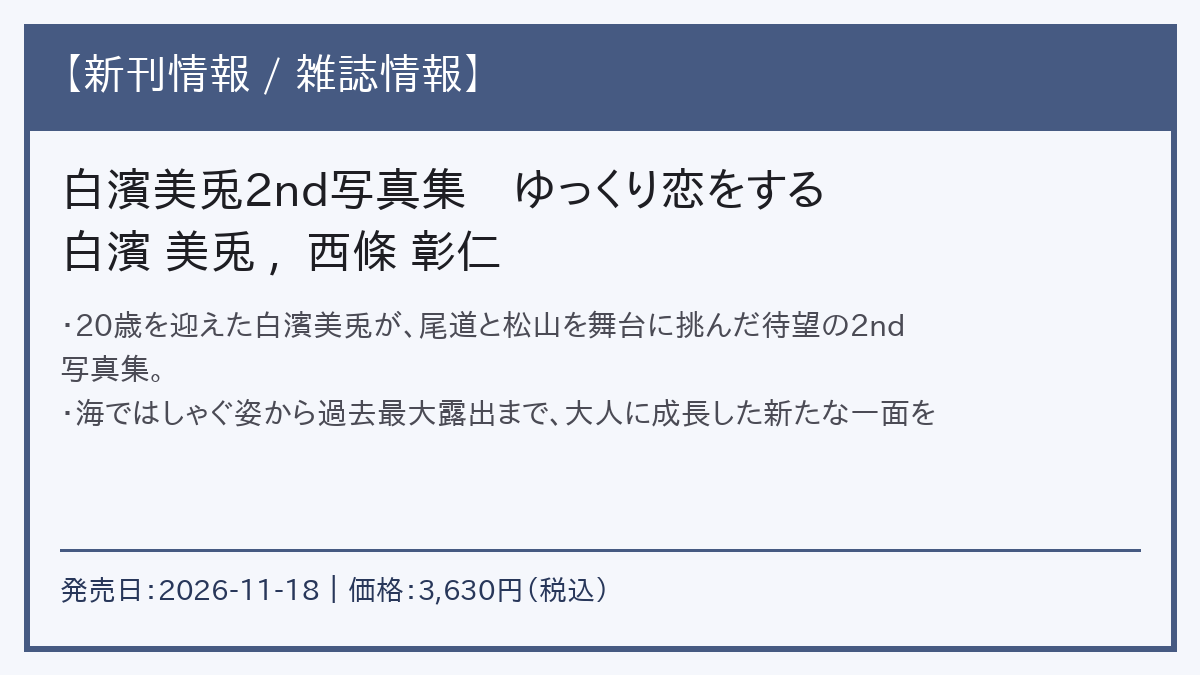 【新刊情報 / 雑誌情報】
白濱美兎2nd写真集　ゆっくり恋をする
白濱 美兎 , 西條 彰仁
・20歳を迎えた白濱美兎が、尾道と松山を舞台に挑んだ待望の2nd
写真集。
・海ではしゃぐ姿から過去最大露出まで、大人に成長した新たな一面を
発売日：2026-11-18｜価格：3,630円（税込）